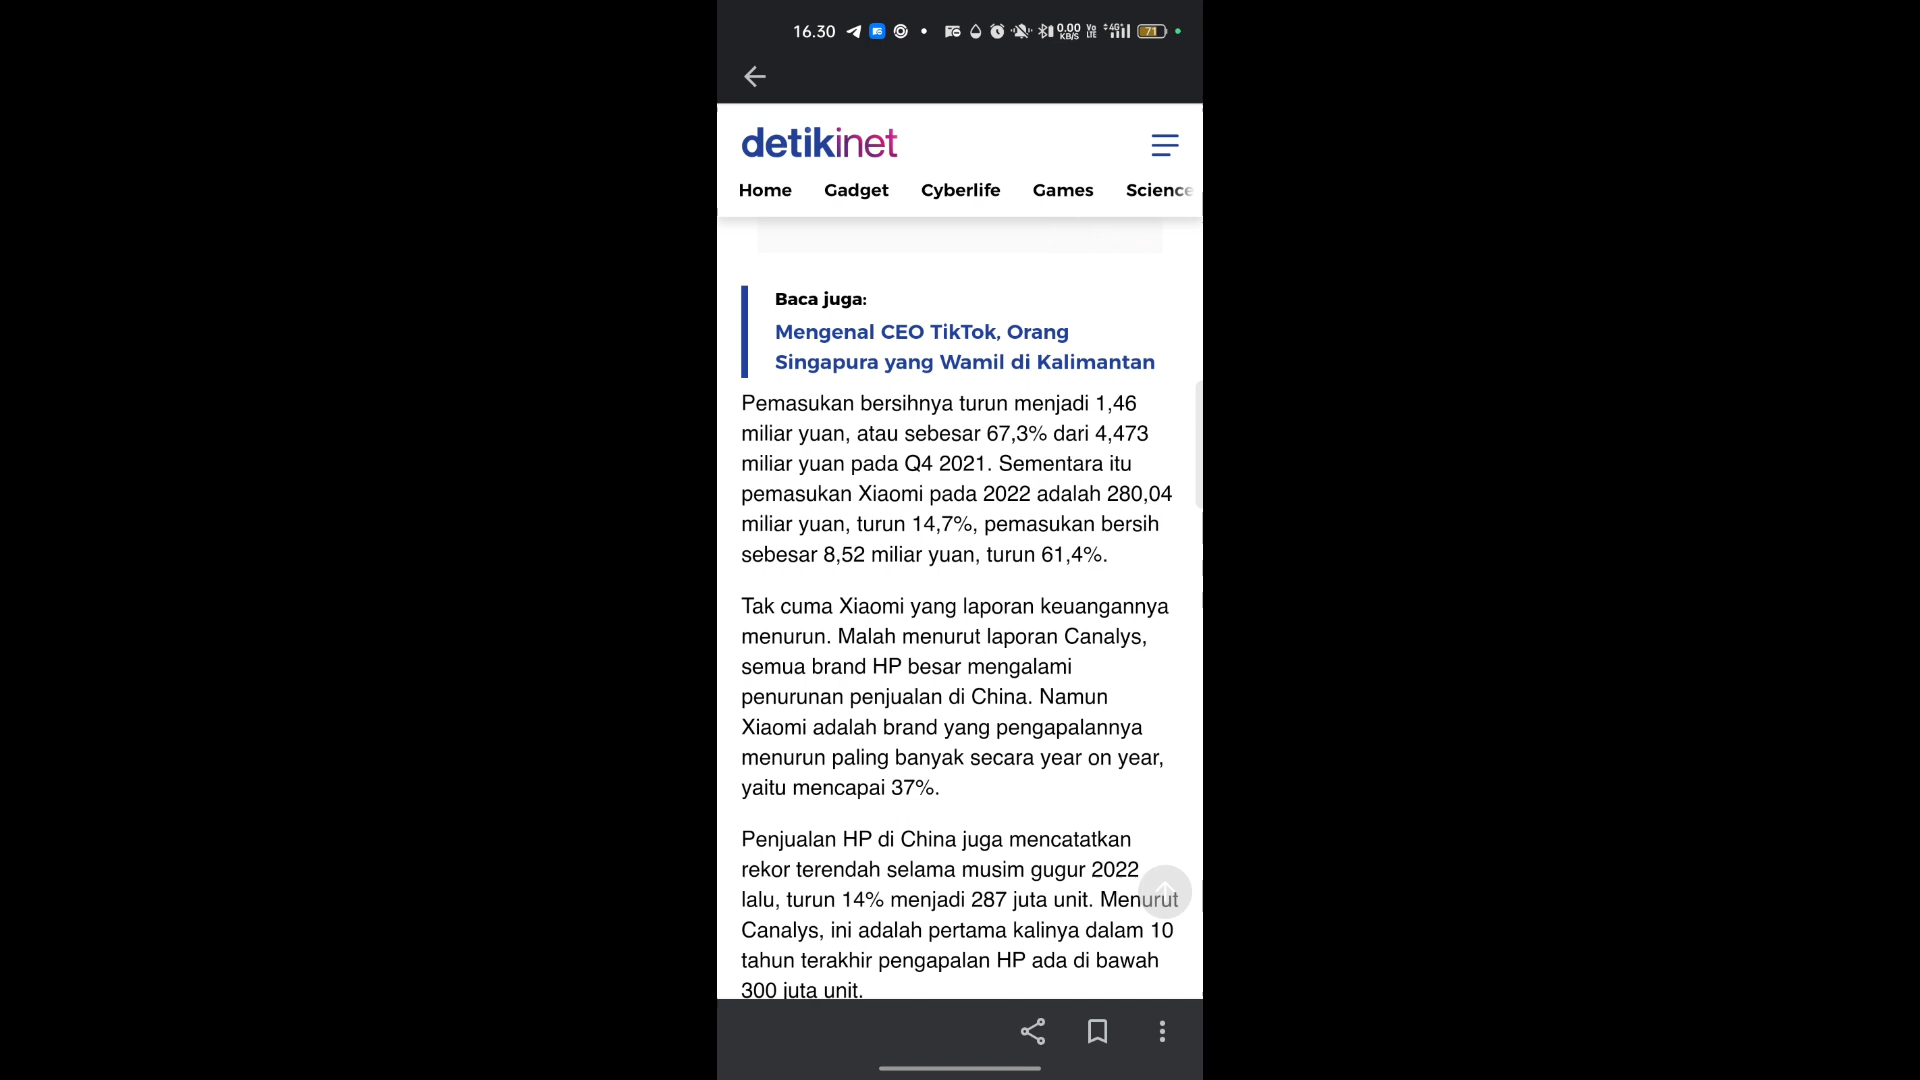 16.30
0.00
KB/S
Vo
LTE
4G+
71
detikinet
Home Gadget Cyberlife Games Science
Baca juga:
Mengenal CEO TikTok, Orang
Singapura yang Wamil di Kalimantan
Pemasukan bersihnya turun menjadi 1,46
miliar yuan, atau sebesar 67,3% dari 4,473
miliar yuan pada Q4 2021. Sementara itu
pemasukan Xiaomi pada 2022 adalah 280,04
miliar yuan, turun 14,7%, pemasukan bersih
sebesar 8,52 miliar yuan, turun 61,4%.
Tak cuma Xiaomi yang laporan keuangannya
menurun. Malah menurut laporan Canalys,
semua brand HP besar mengalami
penurunan penjualan di China. Namun
Xiaomi adalah brand yang pengapalannya
menurun paling banyak secara year on year,
yaitu mencapai 37%.
Penjualan HP di China juga mencatatkan
rekor terendah selama musim gugur 2022
lalu, turun 14% menjadi 287 juta unit. Menurut
Canalys, ini adalah pertama kalinya dalam 10
tahun terakhir pengapalan HP ada di bawah
300 juta unit.